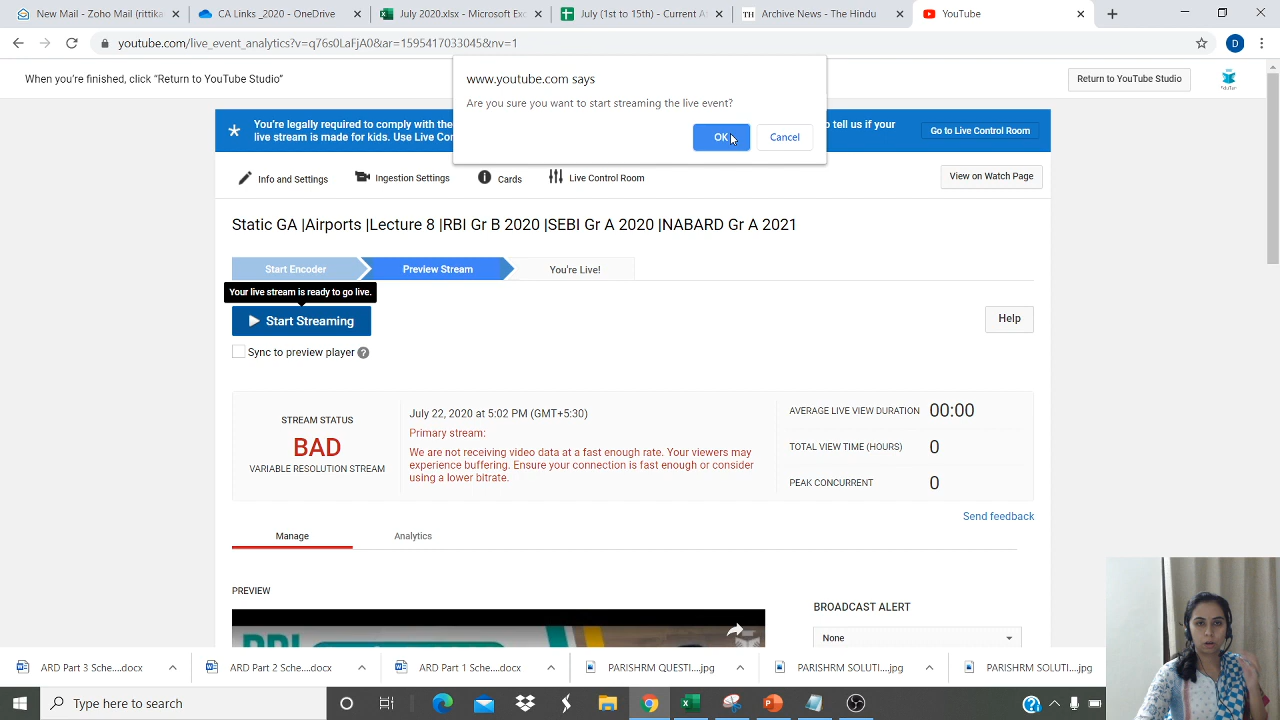 New Mail - Zoho Mail (ritika
CA Links _2020 - OneDrive
July 2020.xlsx - Microsoft Exc
July (1st to 15th) - Current Af
TH Archive News - The Hindu
YouTube
youtube.com/live_event_analytics?v=q76s0LaFjA0&ar=1595417033045&nv=1
D
When you're finished, click "Return to YouTube Studio"
Return to YouTube Studio
www.youtube.com says
Are you sure you want to start streaming the live event?
OK
Cancel
You're legally required to comply with the
to tell us if your
live stream is made for kids. Use Live Con
Go to Live Control Room
Info and Settings
Ingestion Settings
Cards
Live Control Room
View on Watch Page
Static GA |Airports |Lecture 8 |RBI Gr B 2020 |SEBI Gr A 2020 |NABARD Gr A 2021
Start Encoder
Preview Stream
You're Live!
Your live stream is ready to go live.
Start Streaming
Help
Sync to preview player ?
STREAM STATUS
BAD
VARIABLE RESOLUTION STREAM
July 22, 2020 at 5:02 PM (GMT+5:30)
Primary stream:
We are not receiving video data at a fast enough rate. Your viewers may
experience buffering. Ensure your connection is fast enough or consider
using a lower bitrate.
AVERAGE LIVE VIEW DURATION 00:00
TOTAL VIEW TIME (HOURS) 0
PEAK CONCURRENT 0
Send feedback
Manage
Analytics
PREVIEW
BROADCAST ALERT
None
ARD Part 3 Sche....docx
ARD Part 2 Sche....docx
ARD Part 1 Sche....docx
PARISHRM QUESTI....jpg
PARISHRM SOLUTI....jpg
PARISHRM SOLUTI....jpg
Type here to search